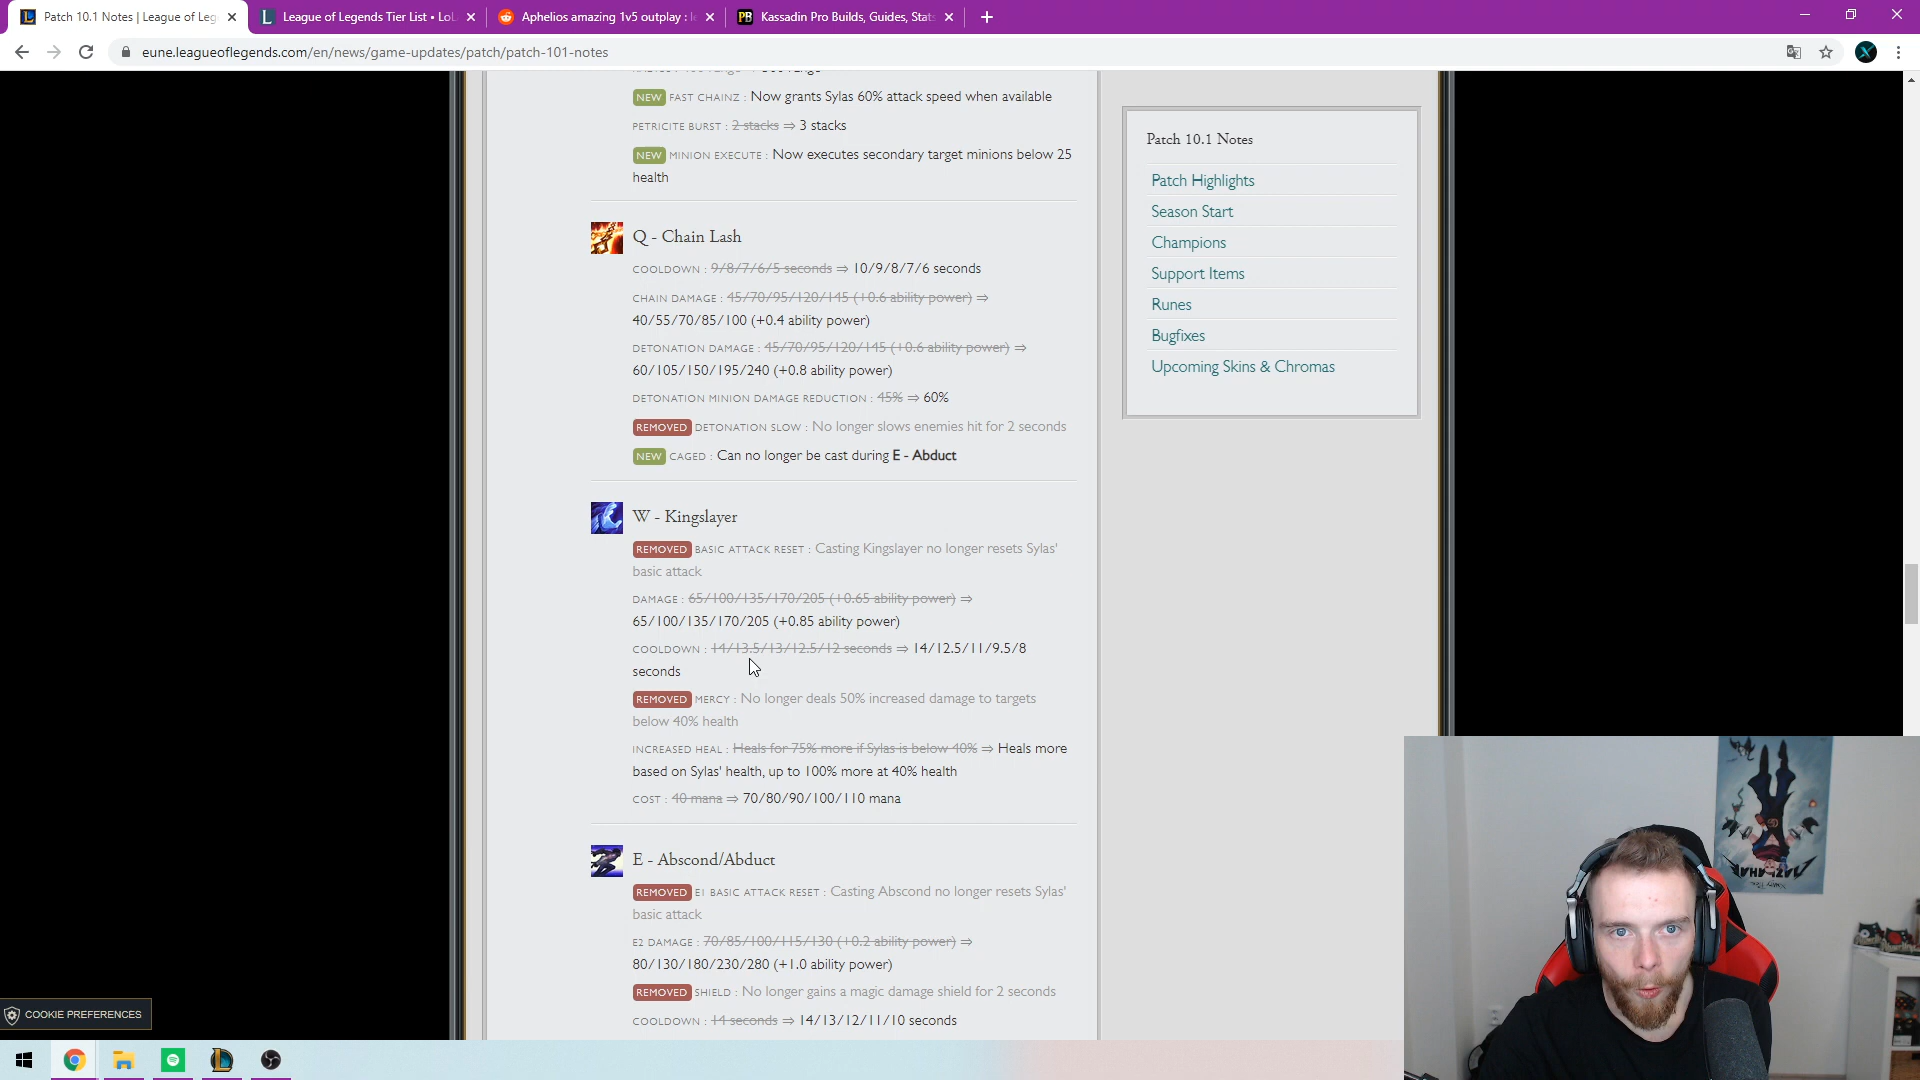 Patch 10.1 Notes | League of Leg
League of Legends Tier List • LoL
Aphelios amazing 1v5 outplay : le
Kassadin Pro Builds, Guides, Stats
eune.leagueoflegends.com/en/news/game-updates/patch/patch-101-notes
NEW FAST CHAINZ : Now grants Sylas 60% attack speed when available
PETRICITE BURST : 2 stacks ⇒ 3 stacks
NEW MINION EXECUTE : Now executes secondary target minions below 25
health
Q - Chain Lash
COOLDOWN : 9/8/7/6/5 seconds ⇒ 10/9/8/7/6 seconds
CHAIN DAMAGE : 45/70/95/120/145 (+0.6 ability power) ⇒
40/55/70/85/100 (+0.4 ability power)
DETONATION DAMAGE : 45/70/95/120/145 (+0.6 ability power) ⇒
60/105/150/195/240 (+0.8 ability power)
DETONATION MINION DAMAGE REDUCTION : 45% ⇒ 60%
REMOVED DETONATION SLOW : No longer slows enemies hit for 2 seconds
NEW CAGED : Can no longer be cast during E - Abduct
W - Kingslayer
REMOVED BASIC ATTACK RESET : Casting Kingslayer no longer resets Sylas'
basic attack
DAMAGE : 65/100/135/170/205 (+0.65 ability power) ⇒
65/100/135/170/205 (+0.85 ability power)
COOLDOWN : 14/13.5/13/12.5/12 seconds ⇒ 14/12.5/11/9.5/8
seconds
REMOVED MERCY : No longer deals 50% increased damage to targets
below 40% health
INCREASED HEAL : Heals for 75% more if Sylas is below 40% ⇒ Heals more
based on Sylas' health, up to 100% more at 40% health
COST : 40 mana ⇒ 70/80/90/100/110 mana
E - Abscond/Abduct
REMOVED E1 BASIC ATTACK RESET : Casting Abscond no longer resets Sylas'
basic attack
E2 DAMAGE : 70/85/100/115/130 (+0.2 ability power) ⇒
80/130/180/230/280 (+1.0 ability power)
REMOVED SHIELD : No longer gains a magic damage shield for 2 seconds
COOLDOWN : 14 seconds ⇒ 14/13/12/11/10 seconds
Patch 10.1 Notes
Patch Highlights
Season Start
Champions
Support Items
Runes
Bugfixes
Upcoming Skins & Chromas
COOKIE PREFERENCES